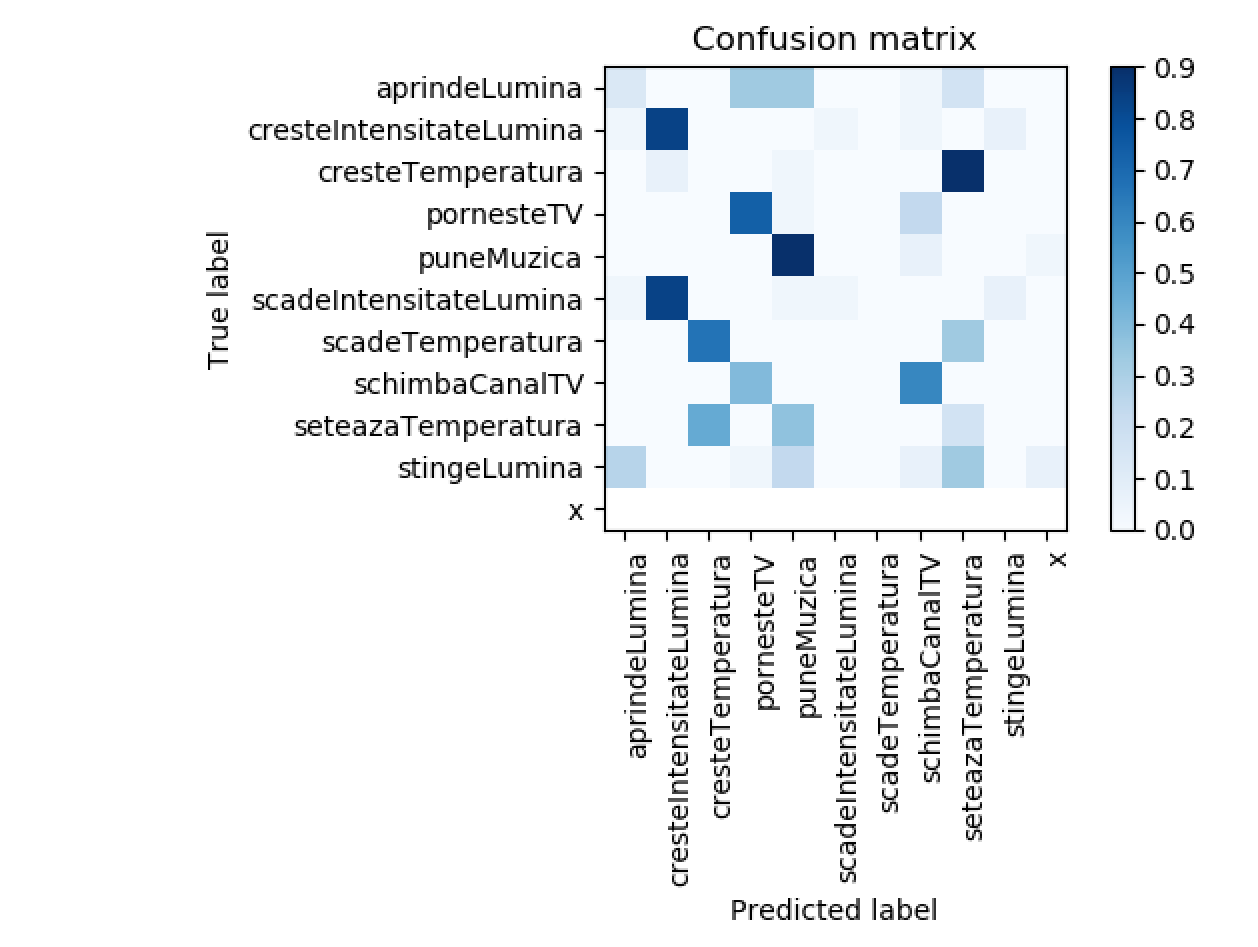 Confusion matrix
True label
aprindeLumina
cresteIntensitateLumina
cresteTemperatura
pornesteTV
puneMuzica
scadeIntensitateLumina
scadeTemperatura
schimbaCanalTV
seteazaTemperatura
stingeLumina
x
aprindeLumina
cresteIntensitateLumina
cresteTemperatura
pornesteTV
puneMuzica
scadeIntensitateLumina
scadeTemperatura
schimbaCanalTV
seteazaTemperatura
stingeLumina
x
Predicted label
0.9
0.8
0.7
0.6
0.5
0.4
0.3
0.2
0.1
0.0